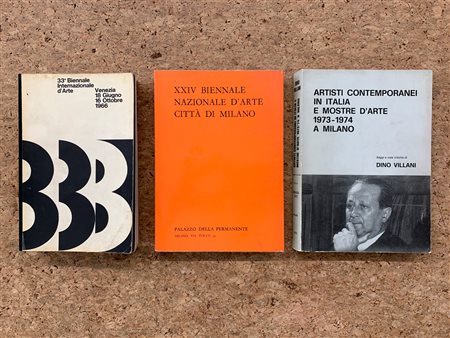 33ª Biennale
Internazionale
d'Arte
Venezia
18 Giugno
16 Ottobre
1966
333
XXIV BIENNALE
NAZIONALE D'ARTE
CITTÀ DI MILANO
PALAZZO DELLA PERMANENTE
ARTISTI CONTEMPORANEI
IN ITALIA
E MOSTRE D'ARTE
1973-1974
A MILANO
DINO VILLANI